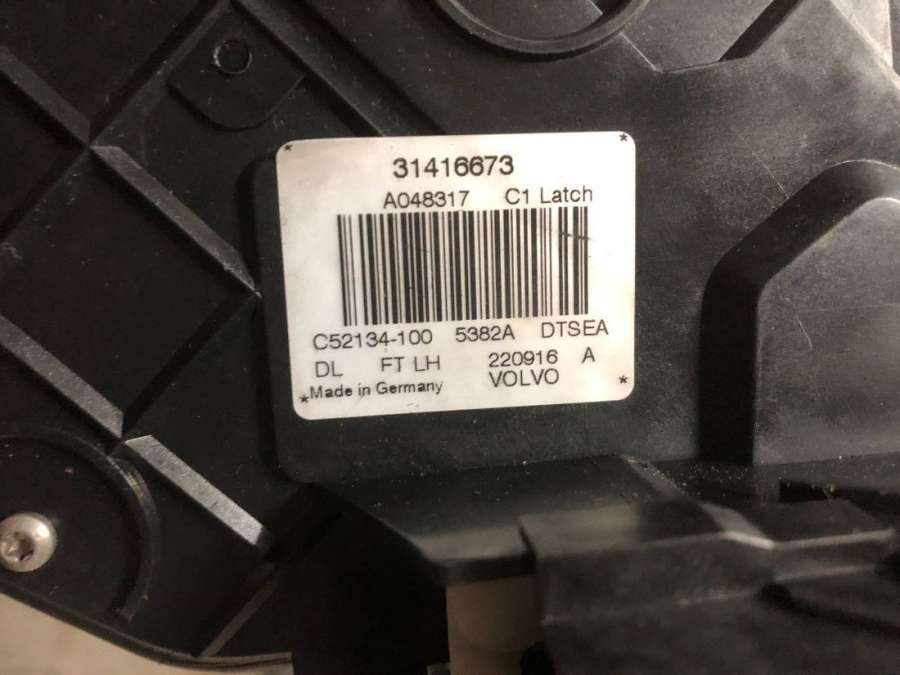 31416673
A048317 C1 Latch
C52134-100 5382A DTSEA
DL FT LH 220916 A
*Made in Germany VOLVO *